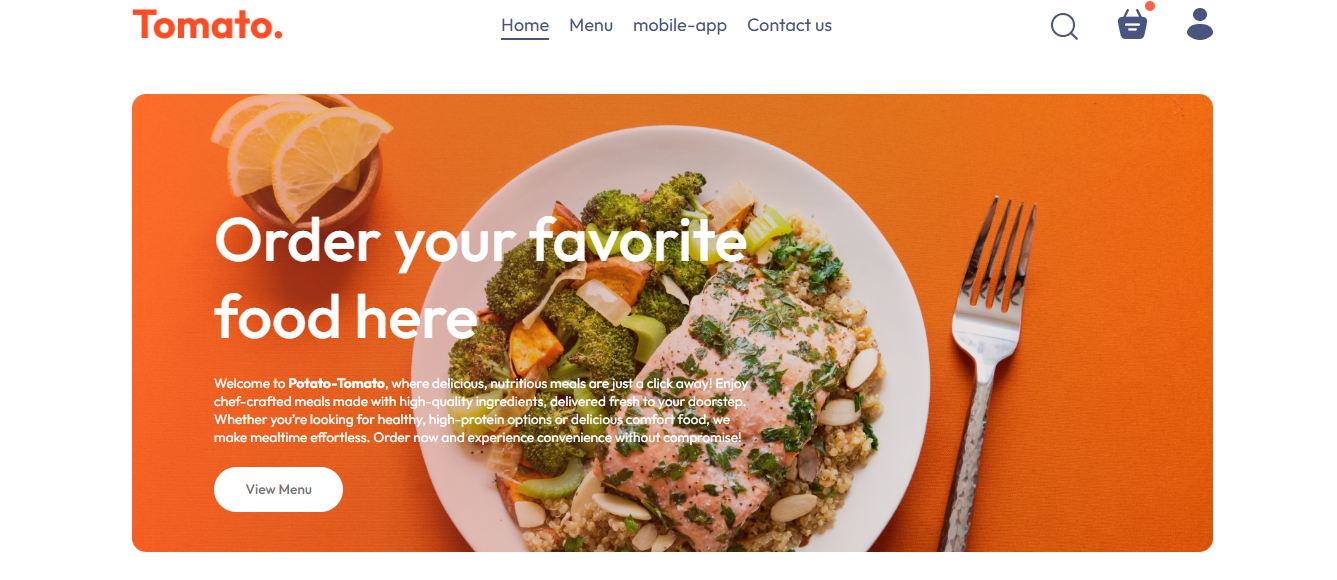 Tomato.
Home Menu mobile-app Contact us
Order your favorite
food here
Welcome to Potato-Tomato, where delicious, nutritious meals are just a click away! Enjoy
chef-crafted meals made with high-quality ingredients, delivered fresh to your doorstep.
Whether you're looking for healthy, high-protein options or delicious comfort food, we
make mealtime effortless. Order now and experience convenience without compromise!
View Menu